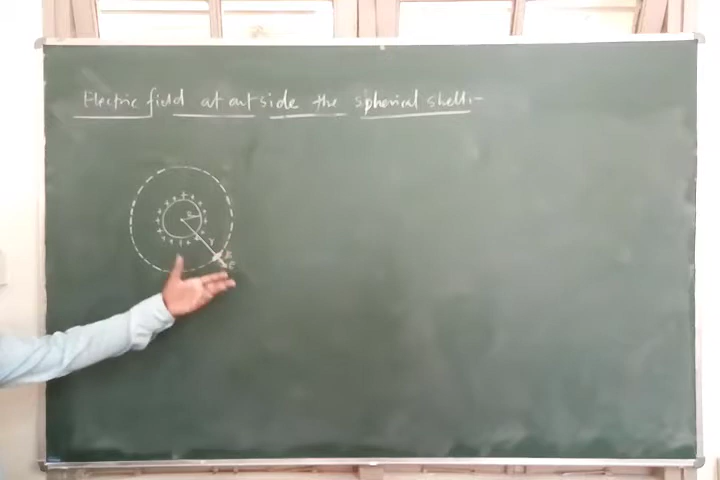 Electric field at outside the spherical shell:-
R
r
E